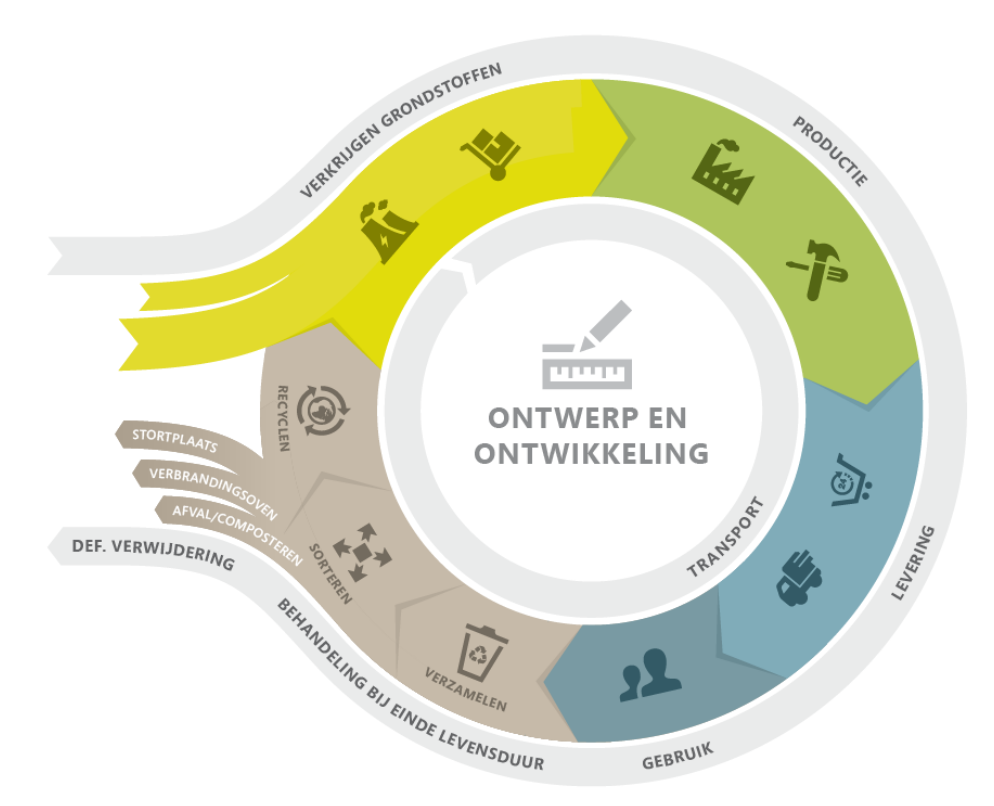 VERKRIJGEN GRONDSTOFFEN
PRODUCTIE
LEVERING
GEBRUIK
BEHANDELING BIJ EINDE LEVENSDUUR
DEF. VERWIJDERING
ONTWERP EN
ONTWIKKELING
TRANSPORT
VERZAMELEN
SORTEREN
RECYCLEN
STORTPLAATS
VERBRANDINGSOVEN
AFVAL/COMPOSTEREN
24